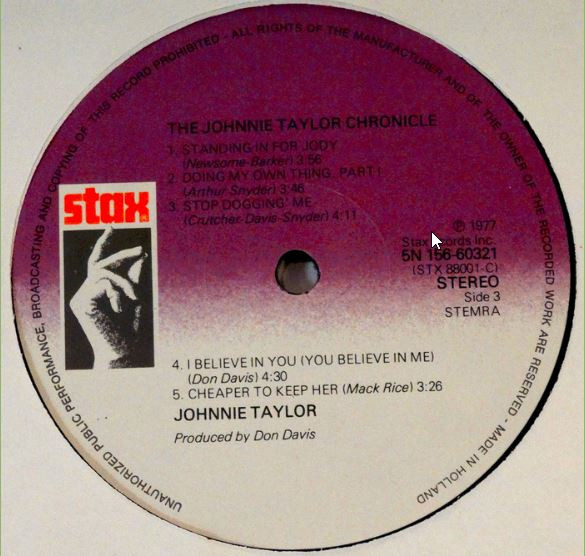 UNAUTHORIZED PUBLIC PERFORMANCE, BROADCASTING AND COPYING OF THIS RECORD PROHIBITED - ALL RIGHTS OF THE MANUFACTURER AND OF THE OWNER OF THE RECORDED WORK ARE RESERVED - MADE IN HOLLAND
THE JOHNNIE TAYLOR CHRONICLE
1. STANDING IN FOR JODY
(Newsome-Barker) 3:56
2. DOING MY OWN THING, PART I
(Arthur Snyder) 3:46
3. STOP DOGGING' ME
(Crutcher-Davis-Snyder) 4:11
stax
℗ 1977
Stax Records Inc.
5N 156-60321
(STX 88001-C)
STEREO
Side 3
STEMRA
4. I BELIEVE IN YOU (YOU BELIEVE IN ME)
(Don Davis) 4:30
5. CHEAPER TO KEEP HER (Mack Rice) 3:26
JOHNNIE TAYLOR
Produced by Don Davis